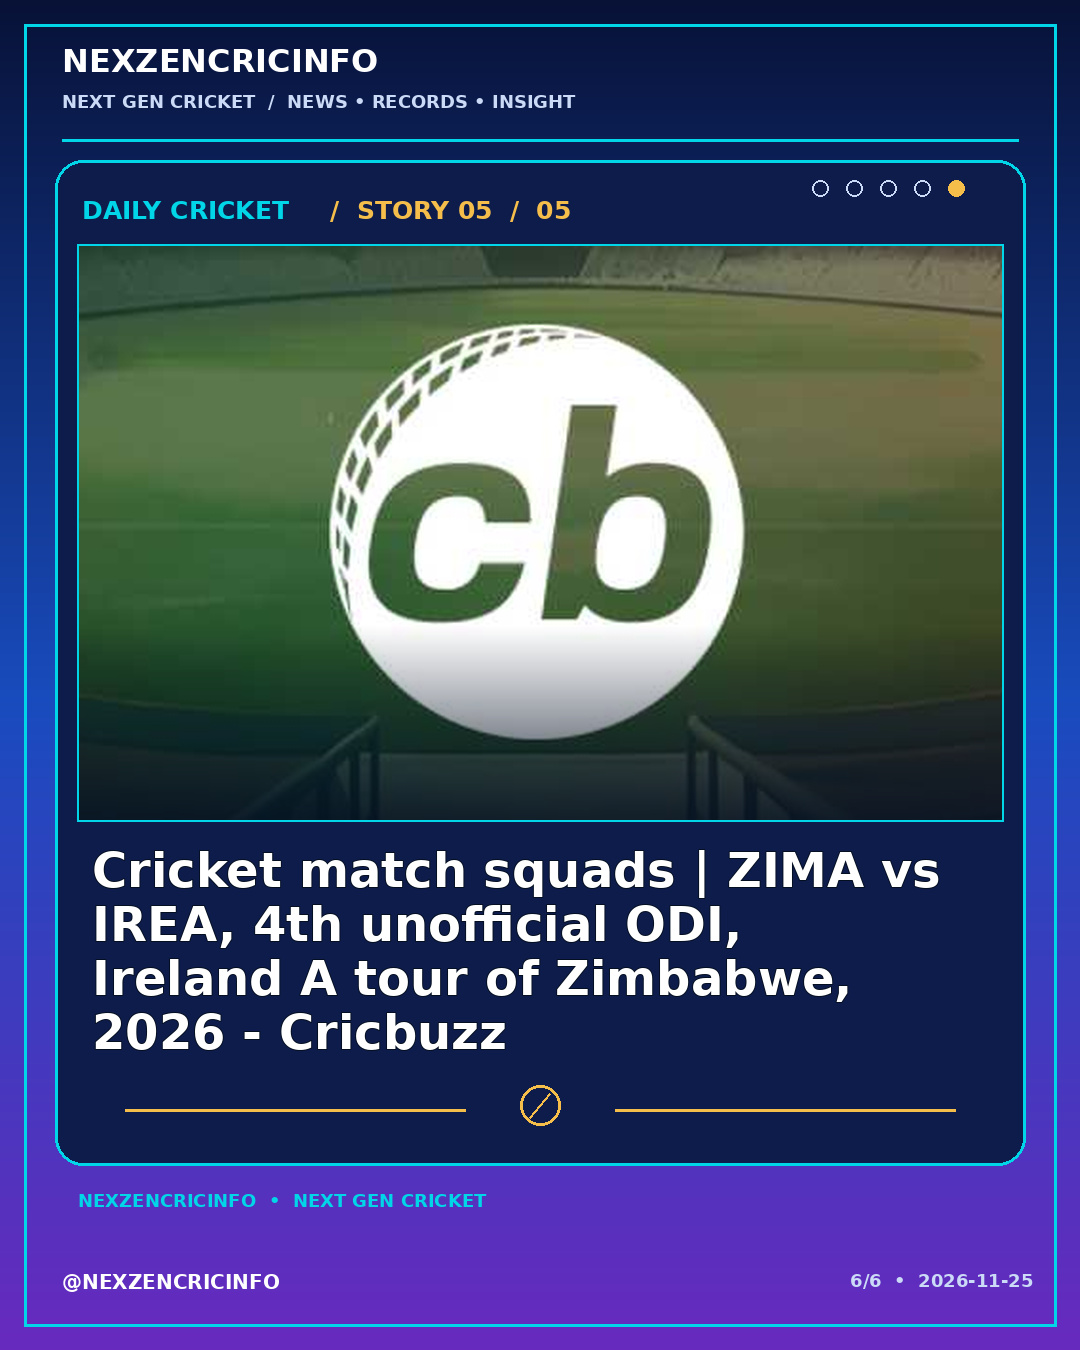 NEXZENCRICINFO
NEXT GEN CRICKET / NEWS • RECORDS • INSIGHT
DAILY CRICKET / STORY 05 / 05
cb
Cricket match squads | ZIMA vs
IREA, 4th unofficial ODI,
Ireland A tour of Zimbabwe,
2026 - Cricbuzz
NEXZENCRICINFO • NEXT GEN CRICKET
@NEXZENCRICINFO
6/6 • 2026-11-25